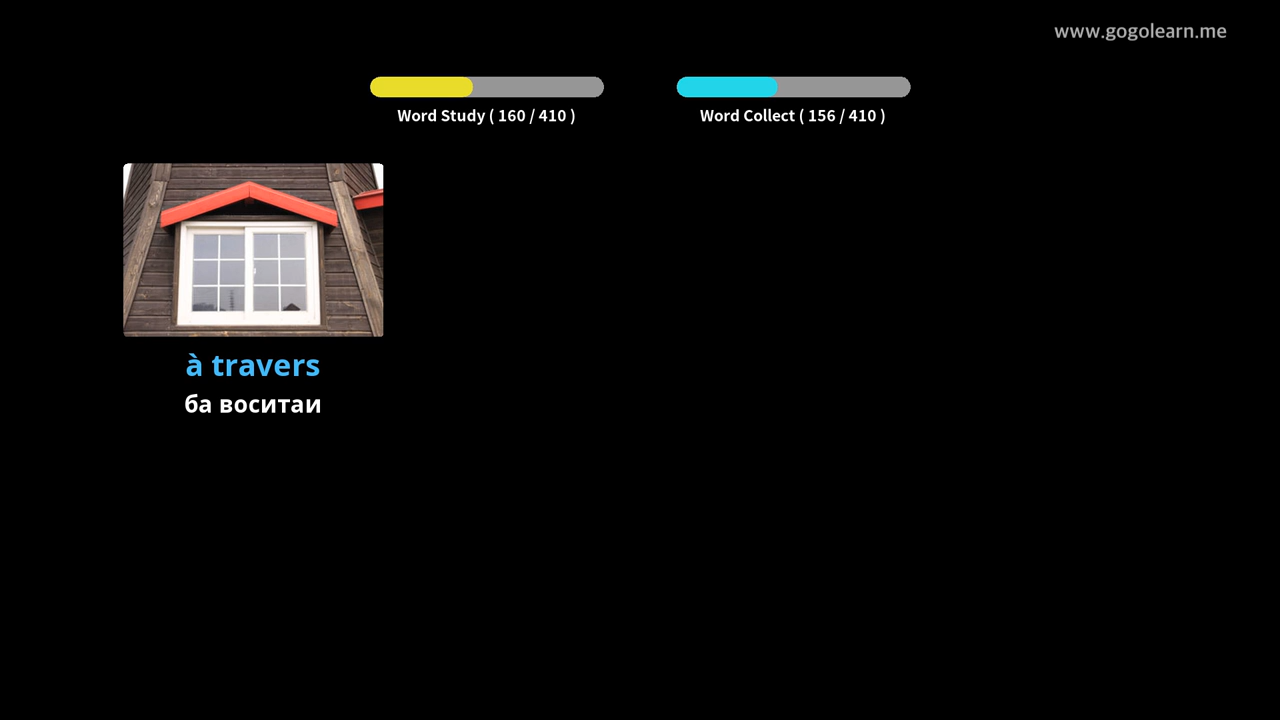 www.gogolearn.me
Word Study ( 160 / 410 )
Word Collect ( 156 / 410 )
à travers
ба воситаи